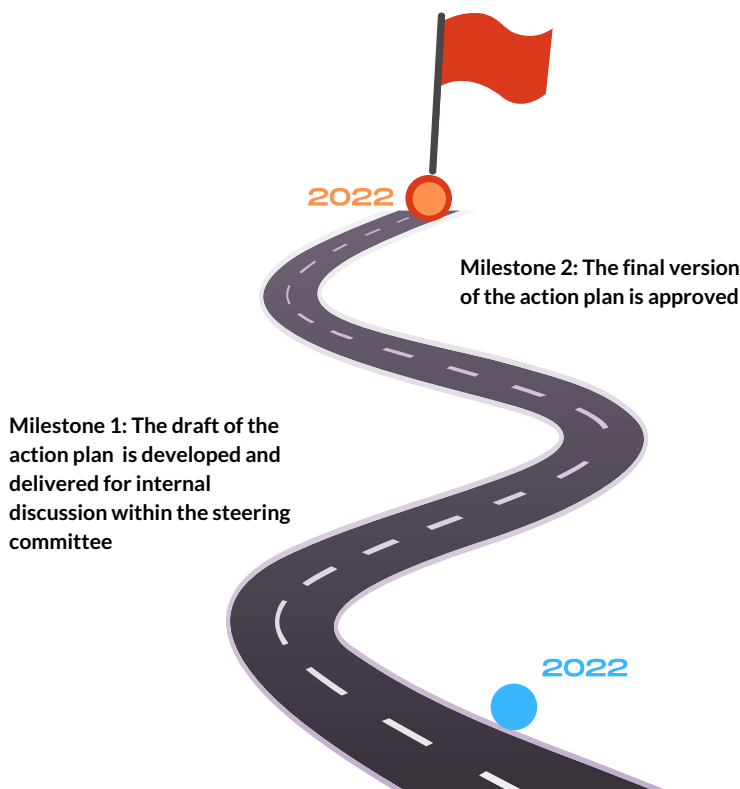 2022
Milestone 2: The final version
of the action plan is approved
Milestone 1: The draft of the
action plan  is developed and
delivered for internal
discussion within the steering
committee
2022